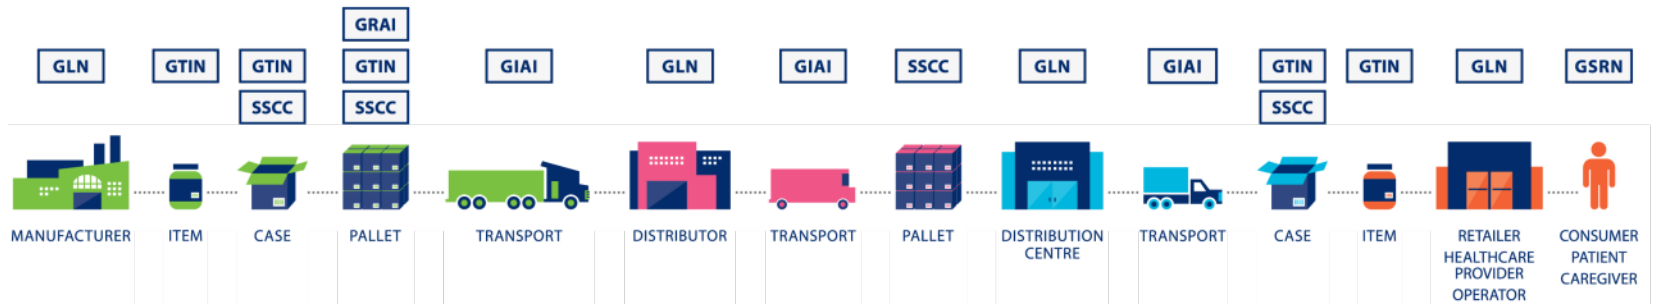 GRAI
GLN GTIN GTIN GTIN GIAI GLN GIAI SSCC GLN GIAI GTIN GTIN GLN GSRN
SSCC SSCC SSCC
MANUFACTURER ITEM CASE PALLET TRANSPORT DISTRIBUTOR TRANSPORT PALLET DISTRIBUTION TRANSPORT CASE ITEM RETAILER CONSUMER
CENTRE HEALTHCARE PATIENT
PROVIDER CAREGIVER
OPERATOR